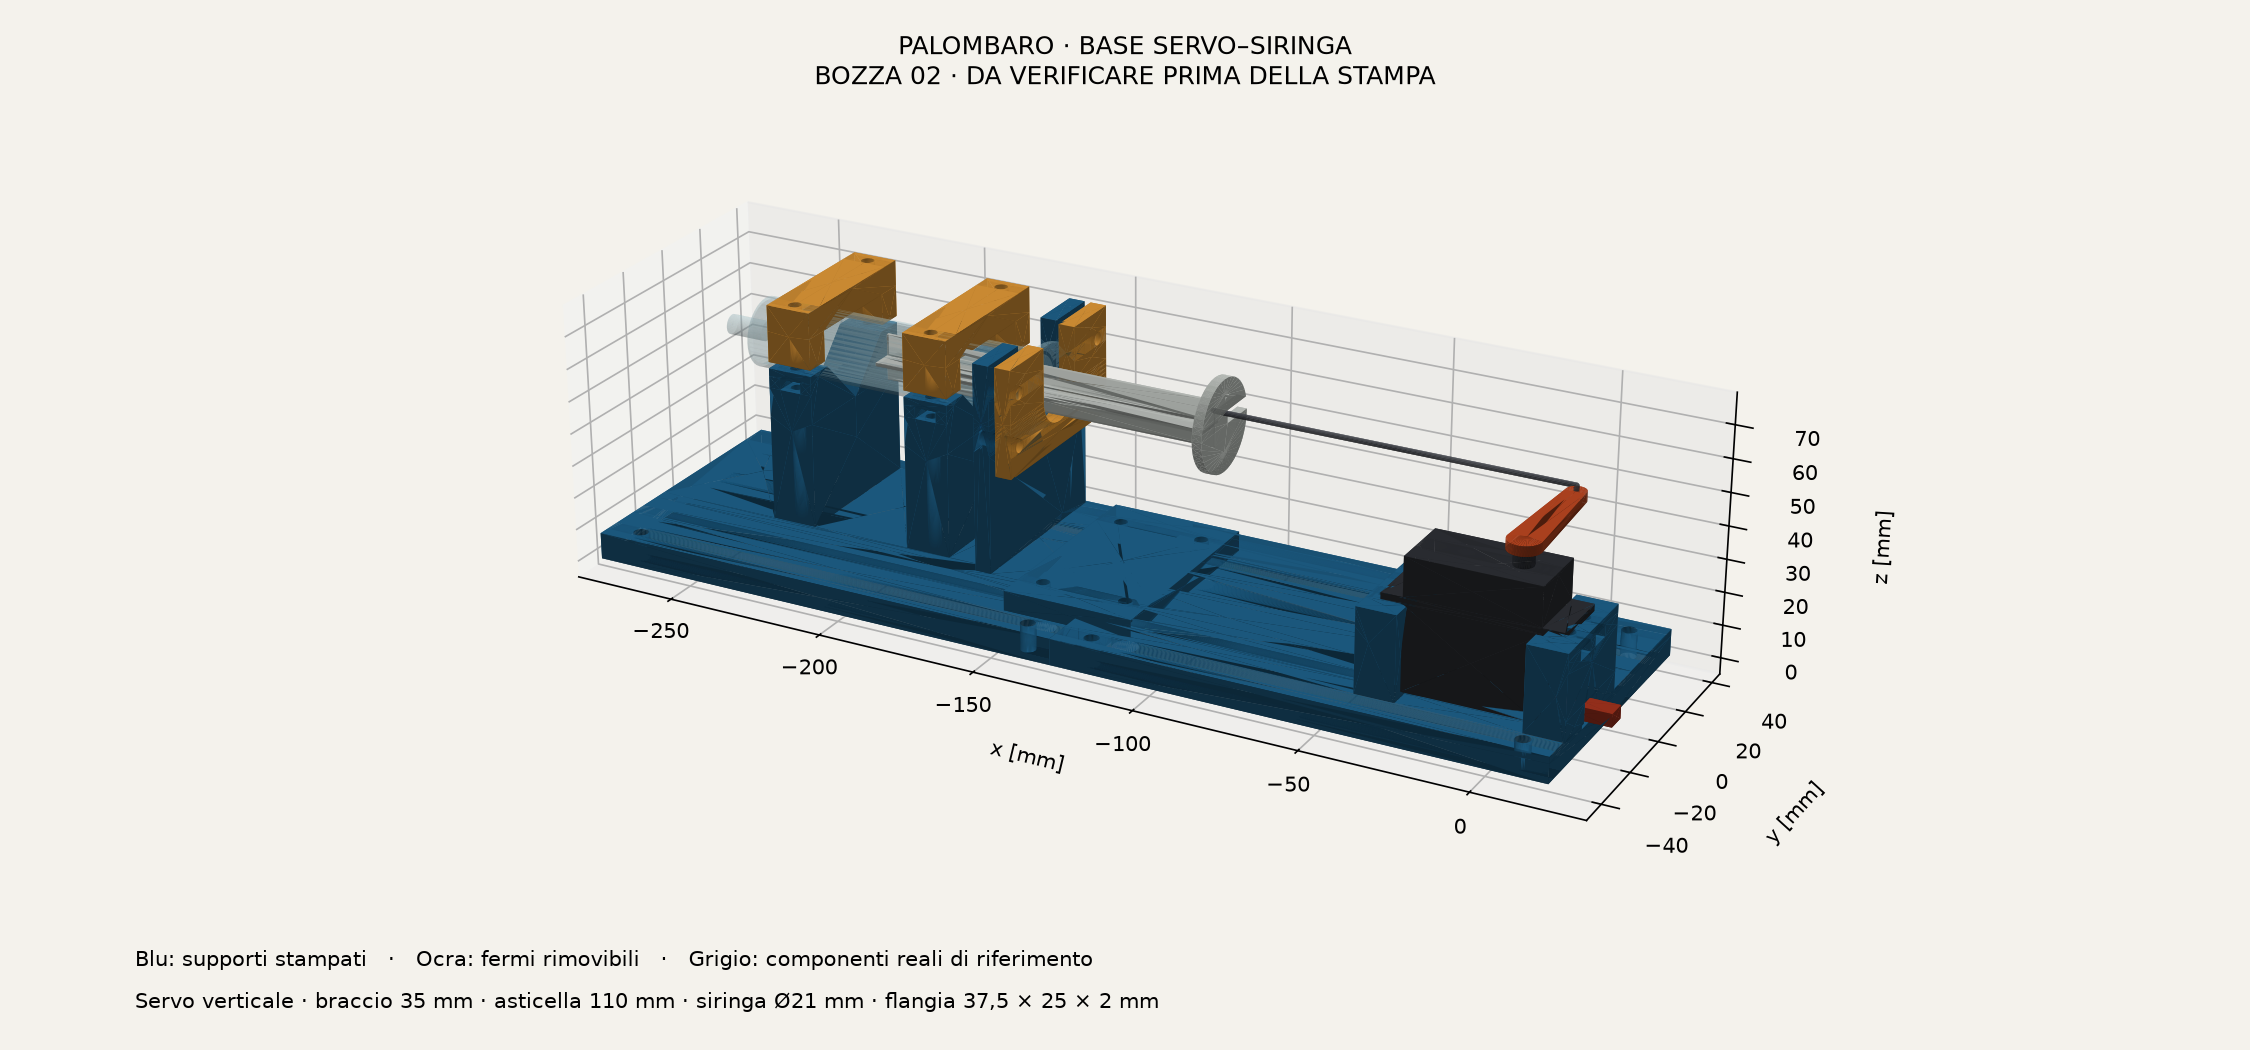 PALOMBARO · BASE SERVO–SIRINGA
BOZZA 02 · DA VERIFICARE PRIMA DELLA STAMPA
70
60
50
40
30
20
10
0
z [mm]
−250
−200
−150
−100
−50
0
x [mm]
40
20
0
−20
−40
y [mm]
Blu: supporti stampati · Ocra: fermi rimovibili · Grigio: componenti reali di riferimento
Servo verticale · braccio 35 mm · asticella 110 mm · siringa Ø21 mm · flangia 37,5 × 25 × 2 mm